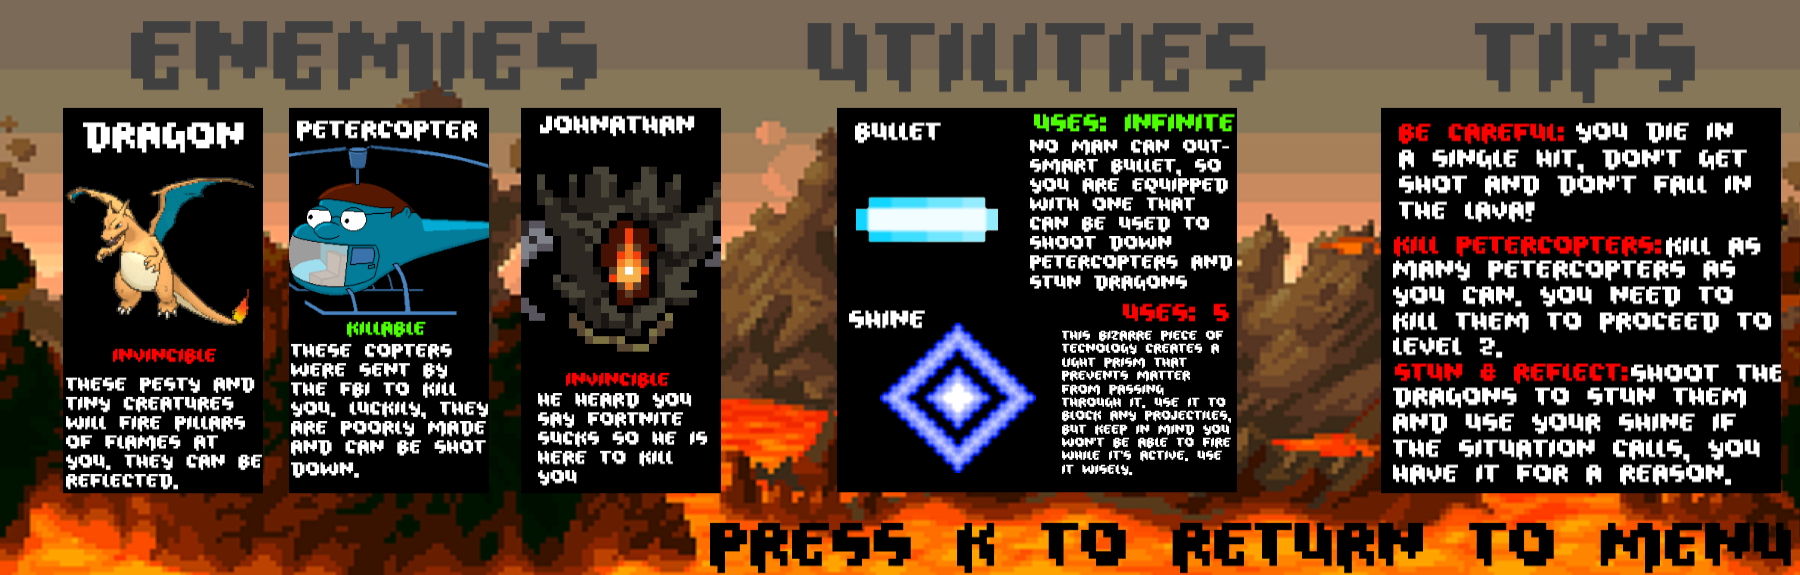 ENEMIES
DRAGON
INVINCIBLE
THESE PESTY AND
TINY CREATURES
WILL FIRE PILLARS
OF FLAMES AT
YOU. THEY CAN BE
REFLECTED.
PETERCOPTER
KILLABLE
THESE COPTERS
WERE SENT BY
THE FBI TO KILL
YOU. LUCKILY, THEY
ARE POORLY MADE
AND CAN BE SHOT
DOWN.
JOHNATHAN
INVINCIBLE
HE HEARD YOU
SAY FORTNITE
SUCKS SO HE IS
HERE TO KILL
YOU
UTILITIES
BULLET
USES: INFINITE
NO MAN CAN OUT-
SMART BULLET, SO
YOU ARE EQUIPPED
WITH ONE THAT
CAN BE USED TO
SHOOT DOWN
PETERCOPTERS AND
STUN DRAGONS
SHINE
USES: 5
THIS BIZARRE PIECE OF
TECNOLOGY CREATES A
LIGHT PRISM THAT
PREVENTS MATTER
FROM PASSING
THROUGH IT. USE IT TO
BLOCK ANY PROJECTILES,
BUT KEEP IN MIND YOU
WON'T BE ABLE TO FIRE
WHILE IT'S ACTIVE. USE
IT WISELY.
TIPS
BE CAREFUL: YOU DIE IN
A SINGLE HIT, DON'T GET
SHOT AND DON'T FALL IN
THE LAVA!
KILL PETERCOPTERS:KILL AS
MANY PETERCOPTERS AS
YOU CAN. YOU NEED TO
KILL THEM TO PROCEED TO
LEVEL 2.
STUN & REFLECT:SHOOT THE
DRAGONS TO STUN THEM
AND USE YOUR SHINE IF
THE SITUATION CALLS, YOU
HAVE IT FOR A REASON.
PRESS K TO RETURN TO MENU